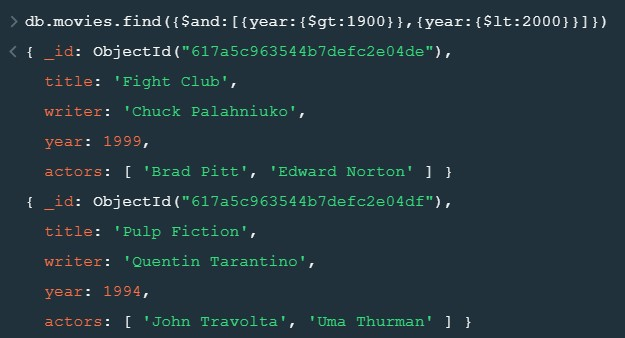 > db.movies.find({$and:[{year:{$gt:1900}},{year:{$lt:2000}}]})
< { _id: ObjectId("617a5c963544b7defc2e04de"),
title: 'Fight Club',
writer: 'Chuck Palahniuko',
year: 1999,
actors: [ 'Brad Pitt', 'Edward Norton' ] }
{ _id: ObjectId("617a5c963544b7defc2e04df"),
title: 'Pulp Fiction',
writer: 'Quentin Tarantino',
year: 1994,
actors: [ 'John Travolta', 'Uma Thurman' ] }